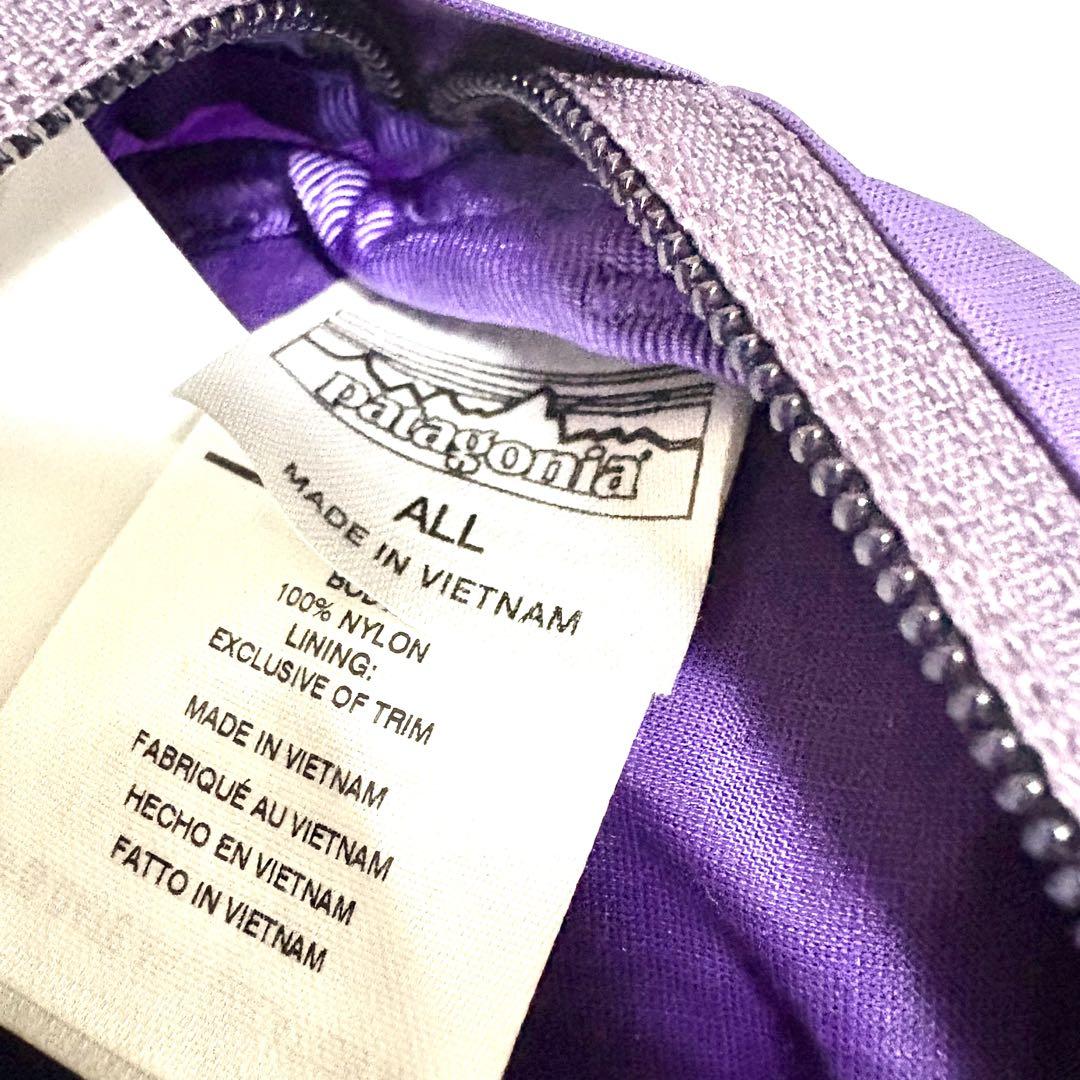 patagonia
ALL
MADE IN VIETNAM
100% NYLON
LINING:
EXCLUSIVE OF TRIM
MADE IN VIETNAM
FABRIQUÉ AU VIETNAM
HECHO EN VIETNAM
FATTO IN VIETNAM